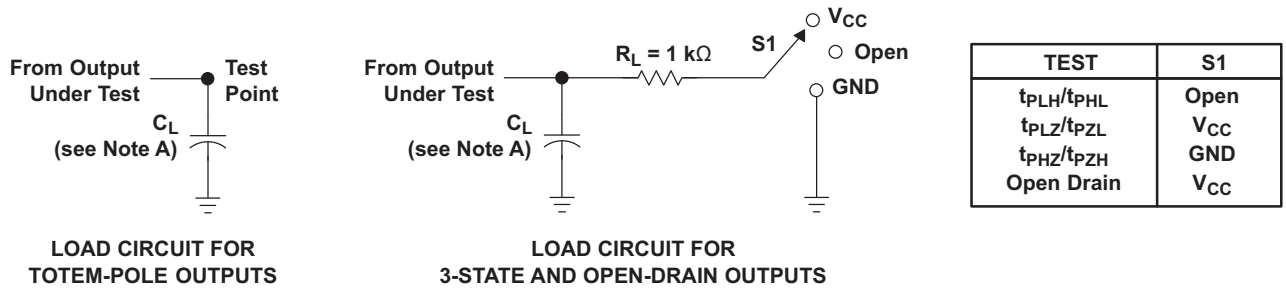 From Output
Under Test
Test
Point
CL
(see Note A)
LOAD CIRCUIT FOR
TOTEM-POLE OUTPUTS
From Output
Under Test
RL = 1 kΩ
S1
VCC
Open
GND
CL
(see Note A)
LOAD CIRCUIT FOR
3-STATE AND OPEN-DRAIN OUTPUTS
TEST S1
tPLH/tPHL Open
tPLZ/tPZL VCC
tPHZ/tPZH GND
Open Drain VCC